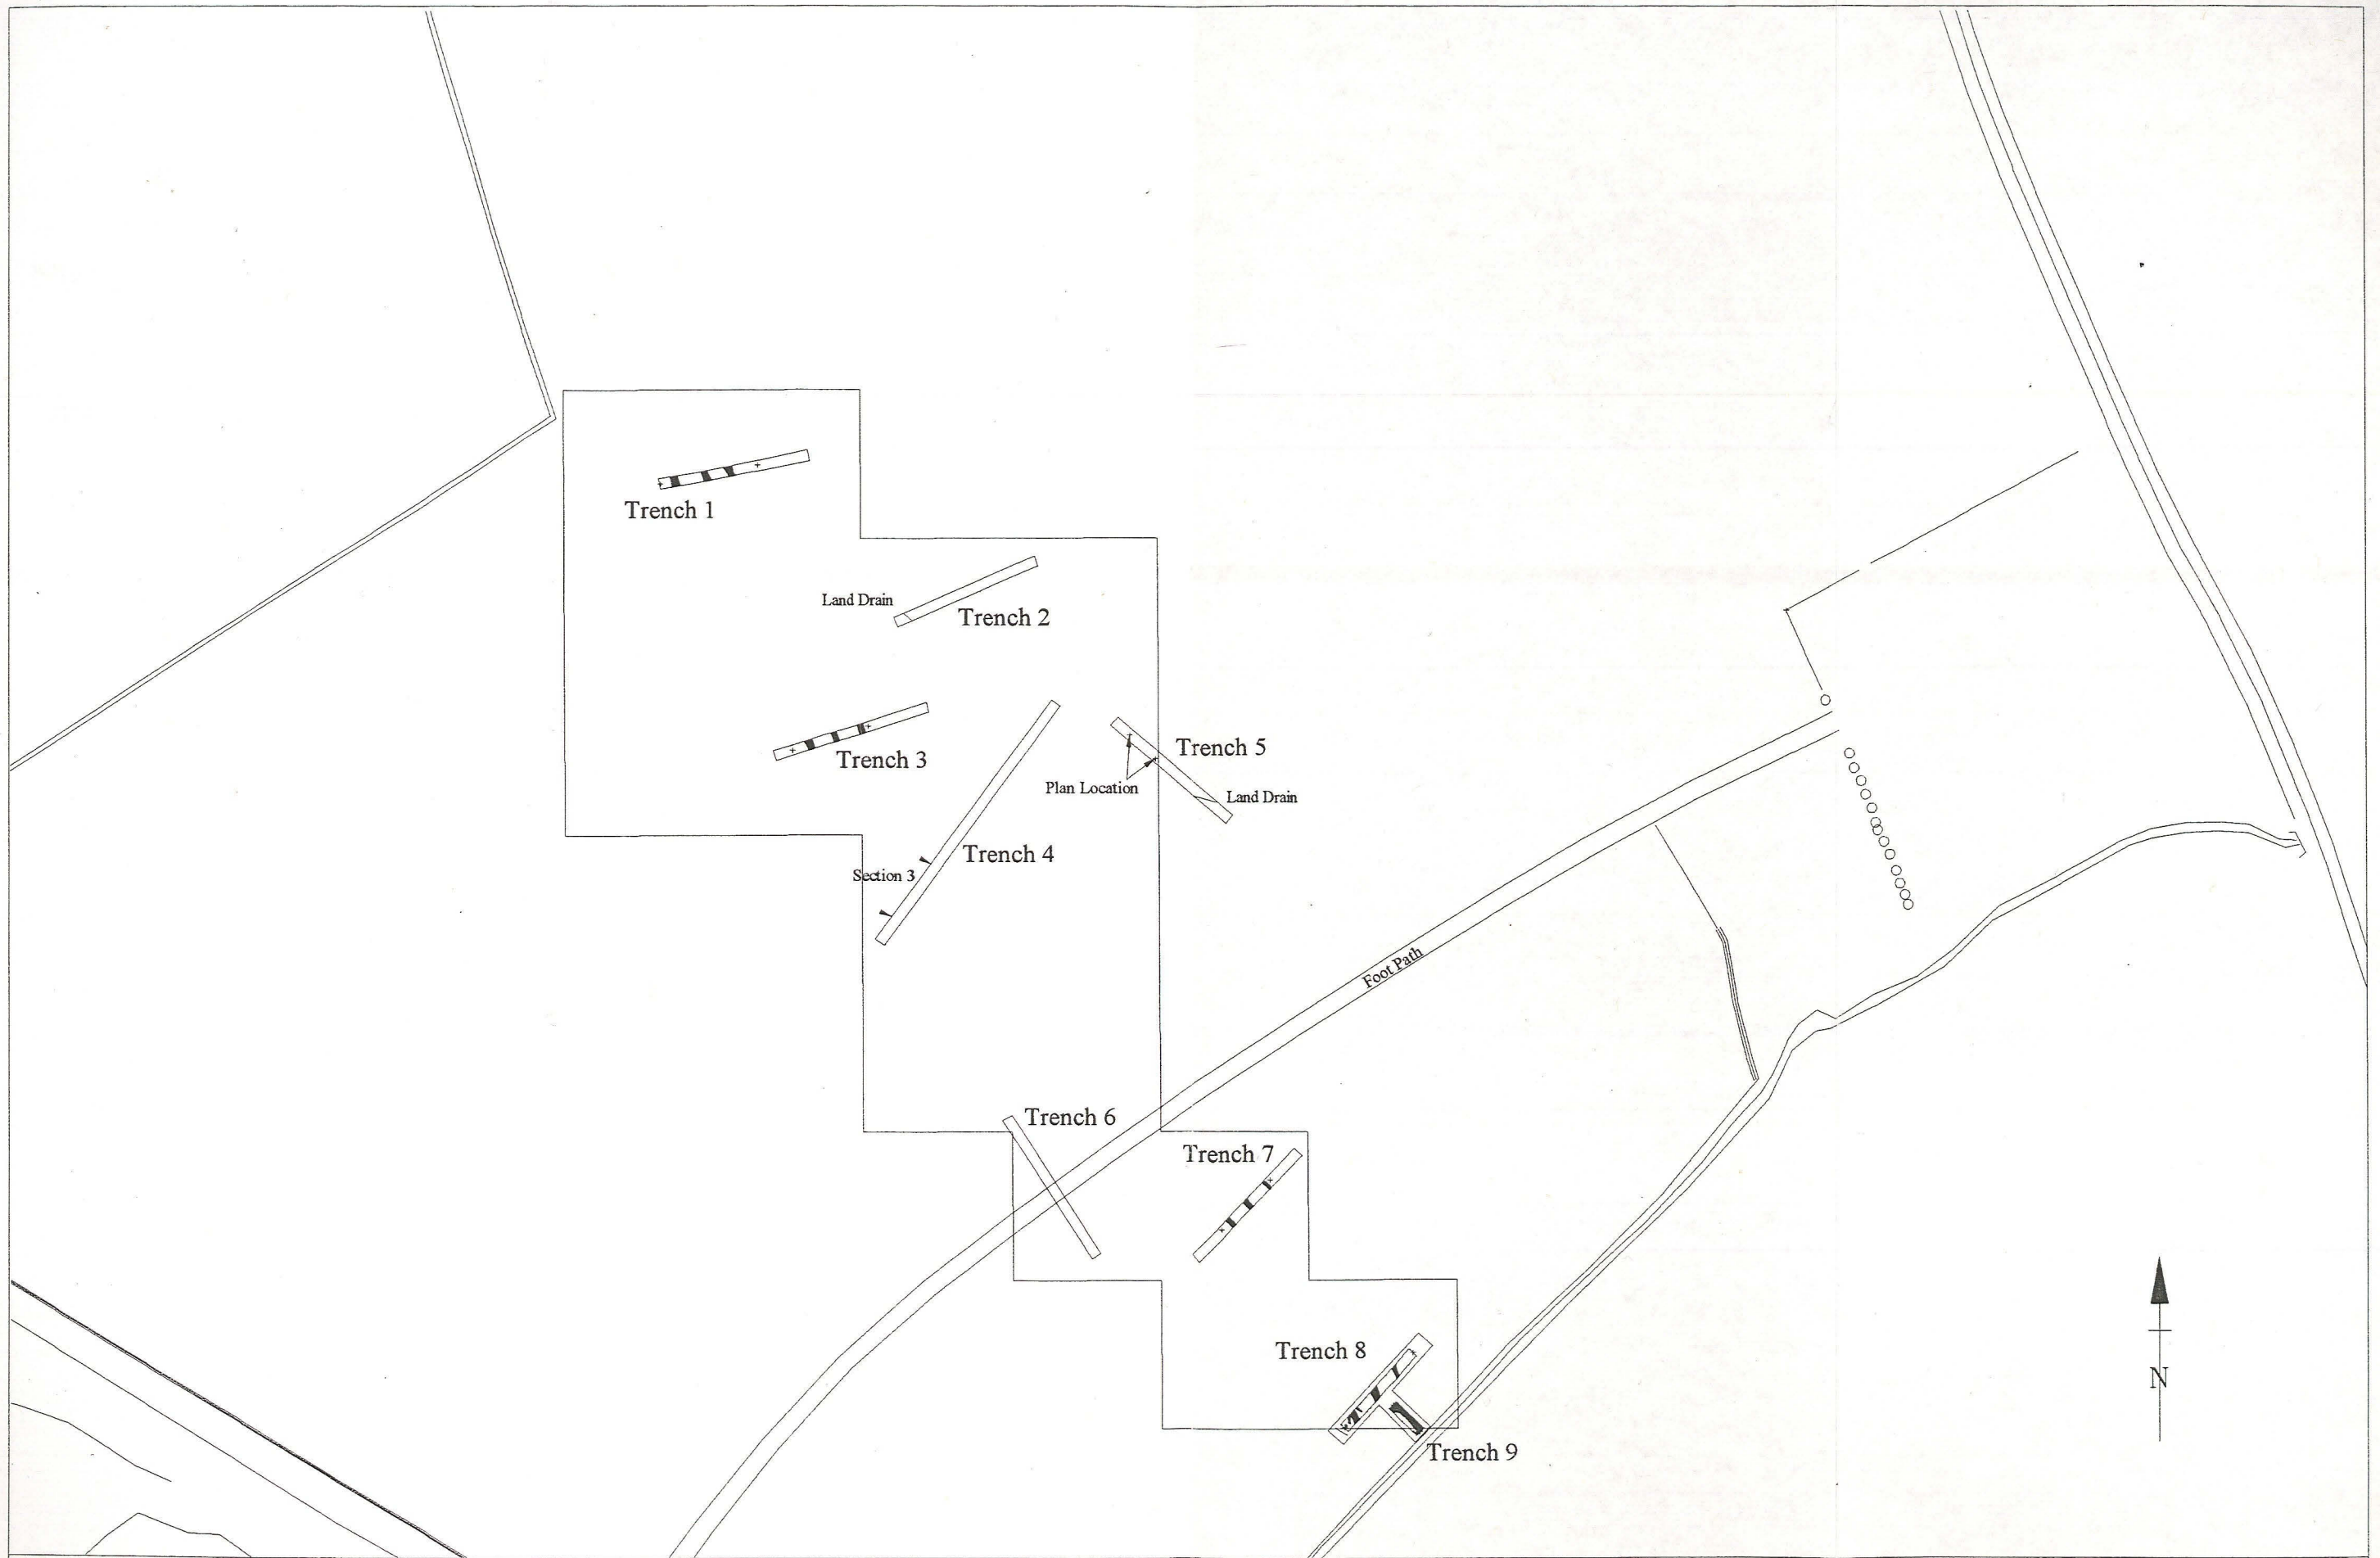 Trench 1
Land Drain
Trench 2
Trench 3
Trench 5
Plan Location
Land Drain
Trench 4
Section 3
Foot Path
Trench 6
Trench 7
Trench 8
N
Trench 9